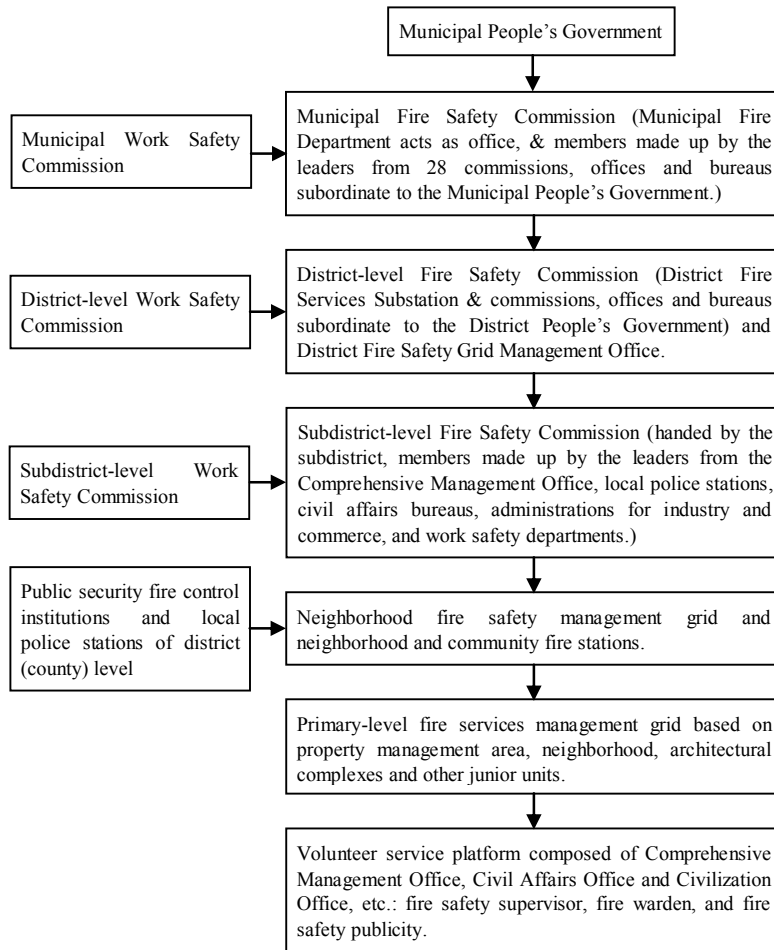 Municipal People's Government
Municipal Work Safety
Commission
Municipal Fire Safety Commission (Municipal Fire
Department acts as office, & members made up by the
leaders from 28 commissions, offices and bureaus
subordinate to the Municipal People's Government.)
District-level Work Safety
Commission
District-level Fire Safety Commission (District Fire
Services Substation & commissions, offices and bureaus
subordinate to the District People's Government) and
District Fire Safety Grid Management Office.
Subdistrict-level Work
Safety Commission
Subdistrict-level Fire Safety Commission (handed by the
subdistrict, members made up by the leaders from the
Comprehensive Management Office, local police stations,
civil affairs bureaus, administrations for industry and
commerce, and work safety departments.)
Public security fire control
institutions and local
police stations of district
(county) level
Neighborhood fire safety management grid and
neighborhood and community fire stations.
Primary-level fire services management grid based on
property management area, neighborhood, architectural
complexes and other junior units.
Volunteer service platform composed of Comprehensive
Management Office, Civil Affairs Office and Civilization
Office, etc.: fire safety supervisor, fire warden, and fire
safety publicity.